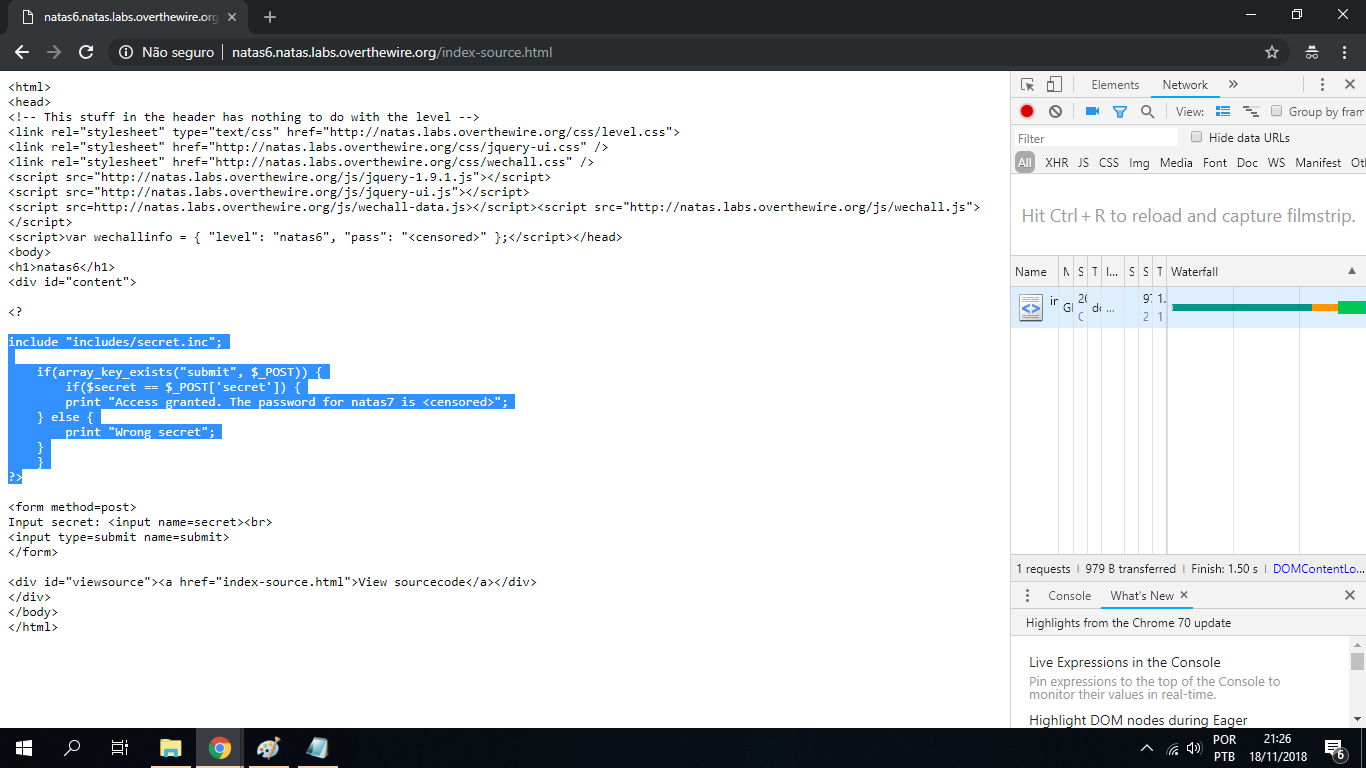 natas6.natas.labs.overthewire.org
Não seguro | natas6.natas.labs.overthewire.org/index-source.html
<html>
<head>
<!-- This stuff in the header has nothing to do with the level -->
<link rel="stylesheet" type="text/css" href="http://natas.labs.overthewire.org/css/level.css">
<link rel="stylesheet" href="http://natas.labs.overthewire.org/css/jquery-ui.css" />
<link rel="stylesheet" href="http://natas.labs.overthewire.org/css/wechall.css" />
<script src="http://natas.labs.overthewire.org/js/jquery-1.9.1.js"></script>
<script src="http://natas.labs.overthewire.org/js/jquery-ui.js"></script>
<script src=http://natas.labs.overthewire.org/js/wechall-data.js></script><script src="http://natas.labs.overthewire.org/js/wechall.js">
</script>
<script>var wechallinfo = { "level": "natas6", "pass": "<censored>" };</script></head>
<body>
<h1>natas6</h1>
<div id="content">
<?
include "includes/secret.inc";
if(array_key_exists("submit", $_POST)) {
if($secret == $_POST['secret']) {
print "Access granted. The password for natas7 is <censored>";
} else {
print "Wrong secret";
}
}
?>
<form method=post>
Input secret: <input name=secret><br>
<input type=submit name=submit>
</form>
<div id="viewsource"><a href="index-source.html">View sourcecode</a></div>
</div>
</body>
</html>
Elements Network
View: Group by fram
Filter Hide data URLs
All XHR JS CSS Img Media Font Doc WS Manifest Ot
Hit Ctrl + R to reload and capture filmstrip.
Name M S T I... S S T Waterfall
in GE 20 do ... 97 1.
2 1
1 requests | 979 B transferred | Finish: 1.50 s | DOMContentLo...
Console What's New
Highlights from the Chrome 70 update
Live Expressions in the Console
Pin expressions to the top of the Console to
monitor their values in real-time.
Highlight DOM nodes during Eager
POR 21:26
PTB 18/11/2018 6